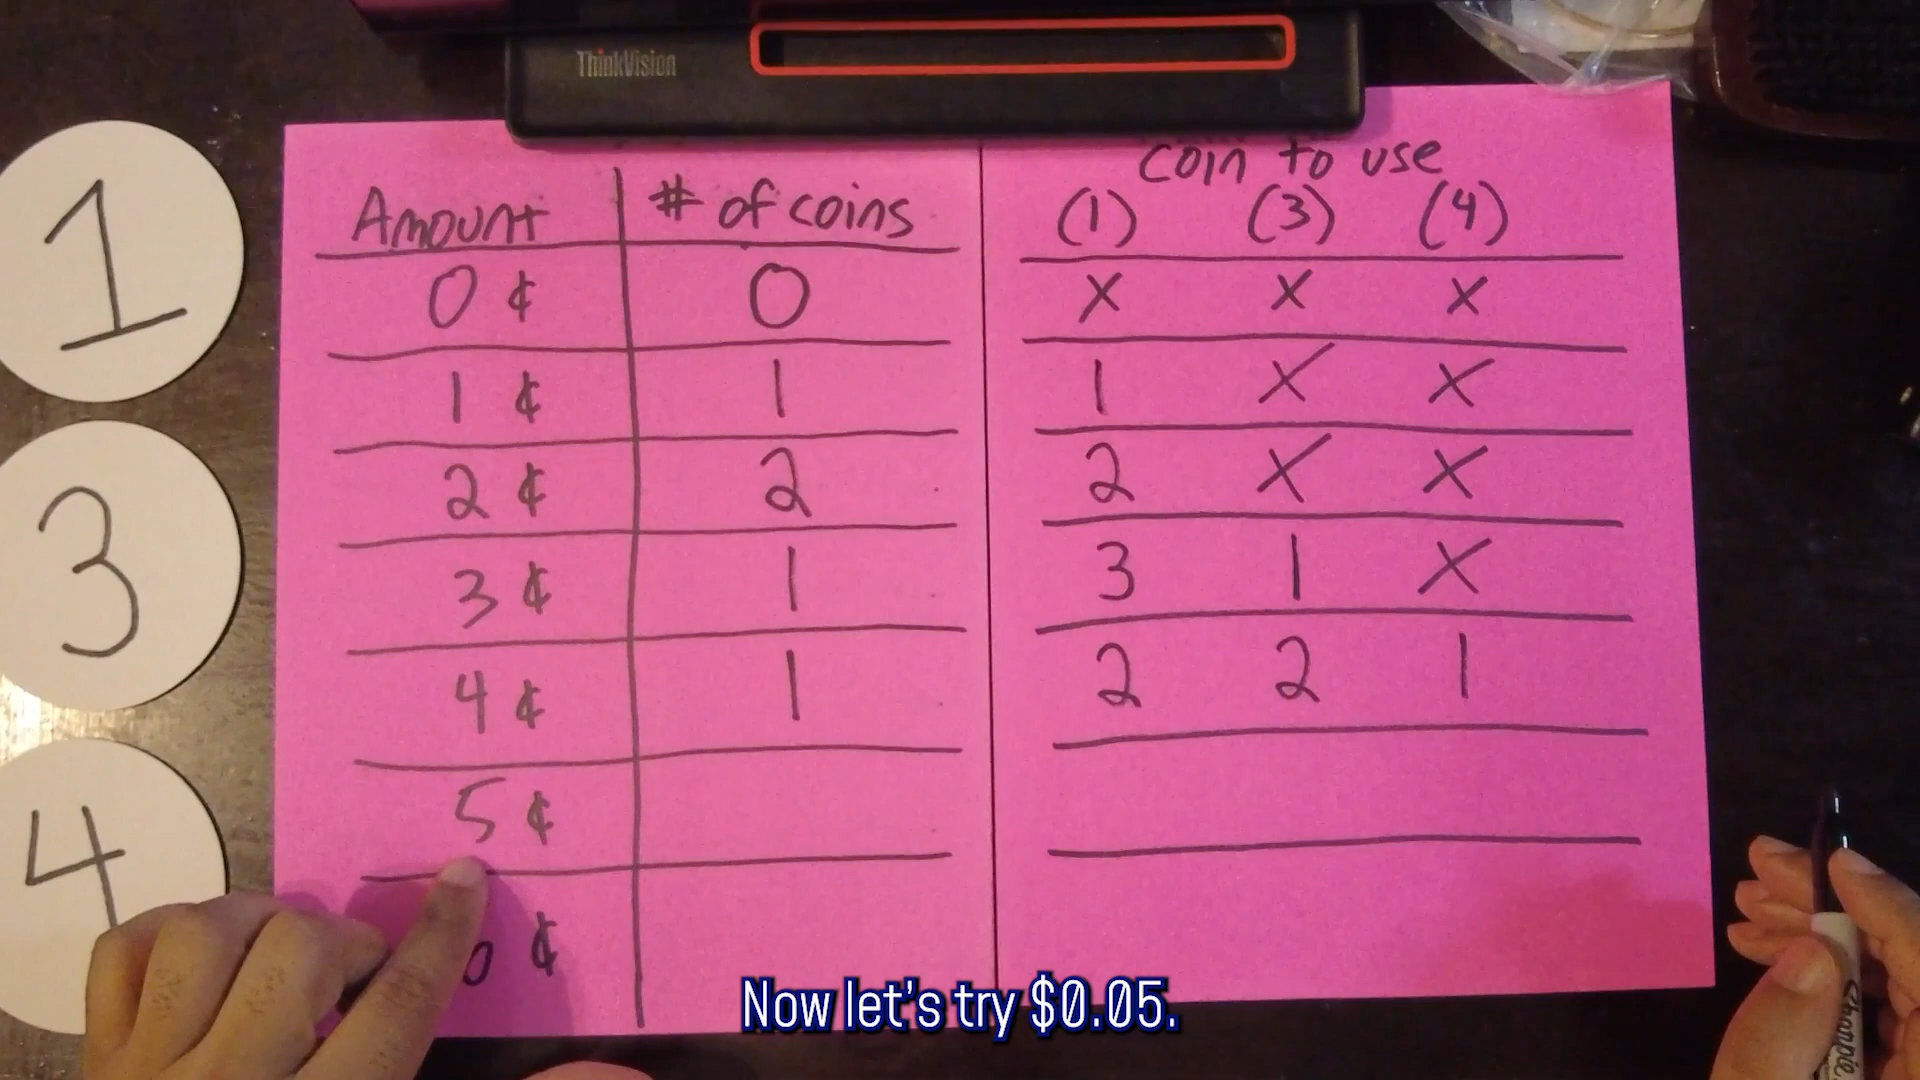 ThinkVision
coin to use
Amount # of coins (1) (3) (4)
0 ¢ 0 X X X
1 ¢ 1 1 X X
2 ¢ 2 2 X X
3 ¢ 1 3 1 X
4 ¢ 1 2 2 1
5 ¢
¢
1
3
4
Sharpie
Now let's try $0.05.